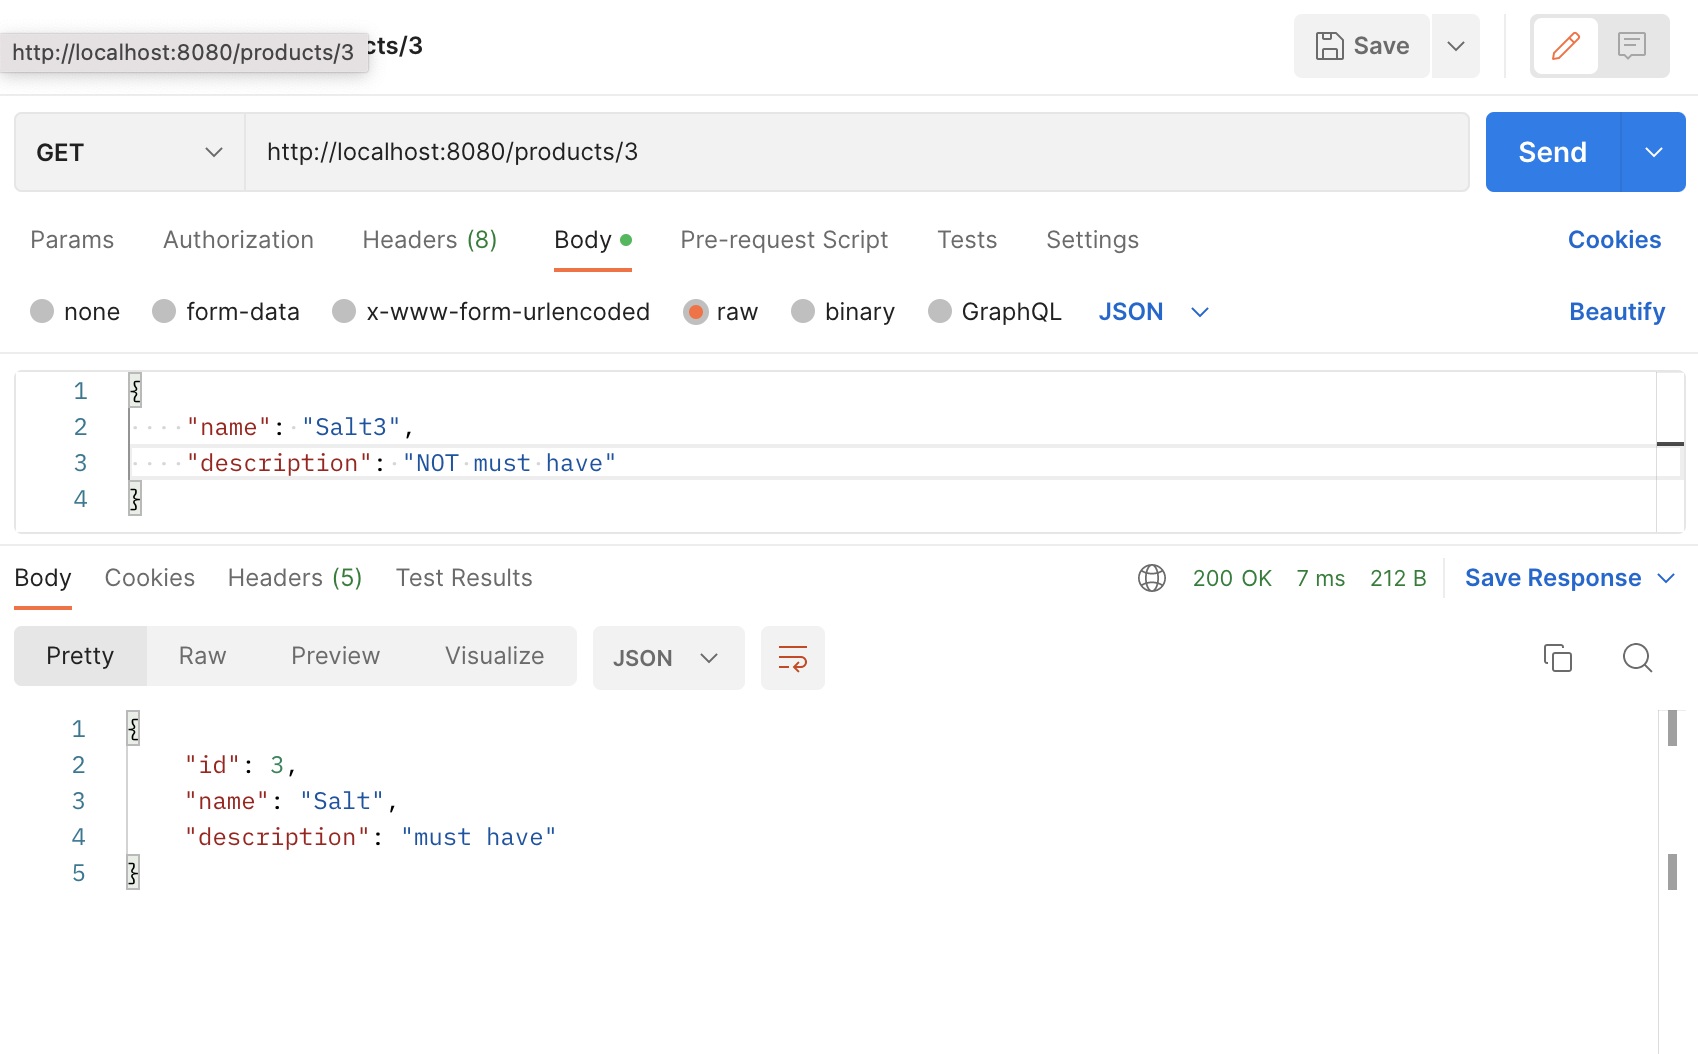 http://localhost:8080/products/3
cts/3
Save
GET
http://localhost:8080/products/3
Send
Params Authorization Headers (8) Body Pre-request Script Tests Settings Cookies
none form-data x-www-form-urlencoded raw binary GraphQL JSON Beautify
1 {
2 "name": "Salt3",
3 "description": "NOT must have"
4 }
Body Cookies Headers (5) Test Results 200 OK 7 ms 212 B Save Response
Pretty Raw Preview Visualize JSON
1 {
2 "id": 3,
3 "name": "Salt",
4 "description": "must have"
5 }